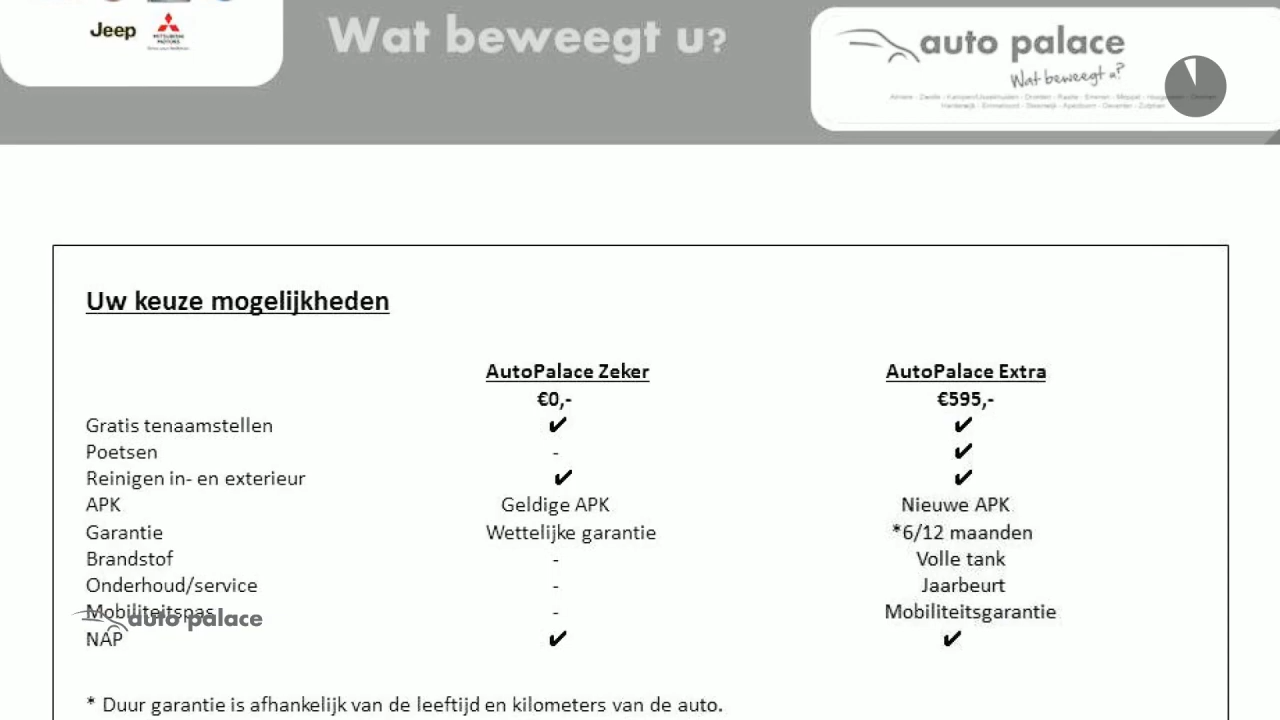 Jeep
MITSUBISHI
MOTORS
Wat beweegt u?
auto palace
Wat beweegt u?
Uw keuze mogelijkheden
AutoPalace Zeker AutoPalace Extra
€0,- €595,-
Gratis tenaamstellen ✔ ✔
Poetsen - ✔
Reinigen in- en exterieur ✔ ✔
APK Geldige APK Nieuwe APK
Garantie Wettelijke garantie *6/12 maanden
Brandstof - Volle tank
Onderhoud/service - Jaarbeurt
Mobiliteitspas - Mobiliteitsgarantie
auto palace
NAP ✔ ✔
* Duur garantie is afhankelijk van de leeftijd en kilometers van de auto.